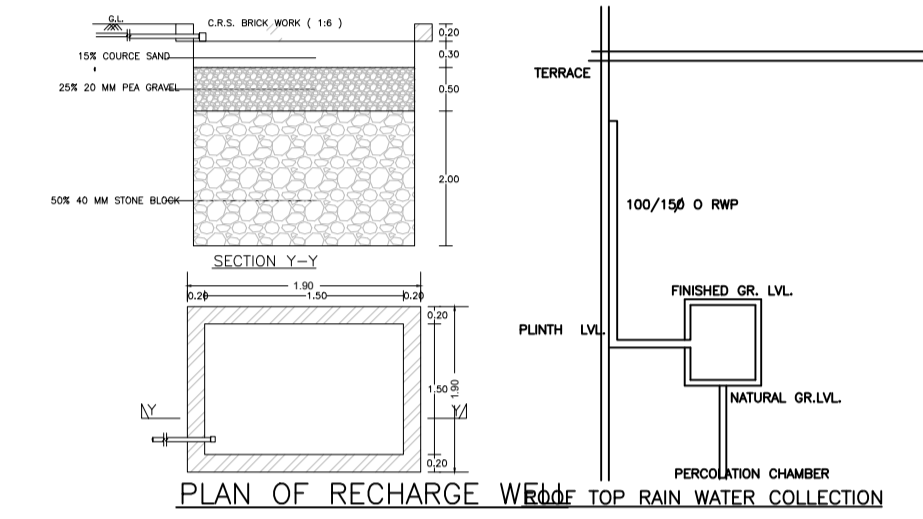 G.L.
C.R.S. BRICK WORK ( 1:6 )
0.20
15% COURCE SAND
0.30
25% 20 MM PEA GRAVEL
0.50
50% 40 MM STONE BLOCK
2.00
SECTION Y-Y
1.90
0.20 1.50 0.20
0.20
1.50
1.90
0.20
Y Y
PLAN OF RECHARGE WELL
TERRACE
100/150 O RWP
FINISHED GR. LVL.
PLINTH LVL.
NATURAL GR.LVL.
PERCOLATION CHAMBER
ROOF TOP RAIN WATER COLLECTION